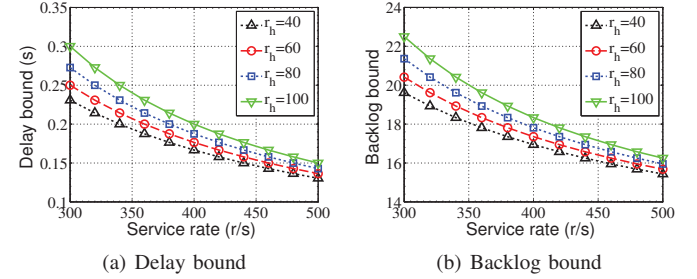 0.35
0.3
0.25
0.2
0.15
0.1
Delay bound (s)
300 350 400 450 500
Service rate (r/s)
r_h=40
r_h=60
r_h=80
r_h=100
(a) Delay bound
24
22
20
18
16
14
Backlog bound
300 350 400 450 500
Service rate (r/s)
r_h=40
r_h=60
r_h=80
r_h=100
(b) Backlog bound